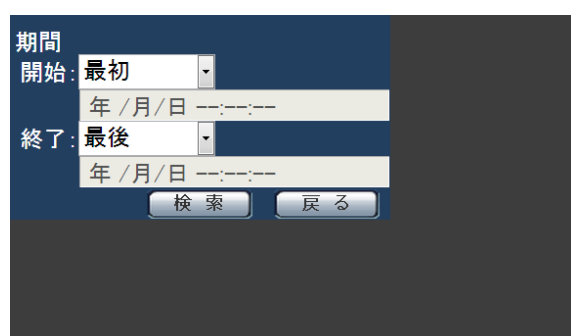 期間
開始: 最初
年 /月/日 --:--:--
終了: 最後
年 /月/日 --:--:--
検 索 戻 る